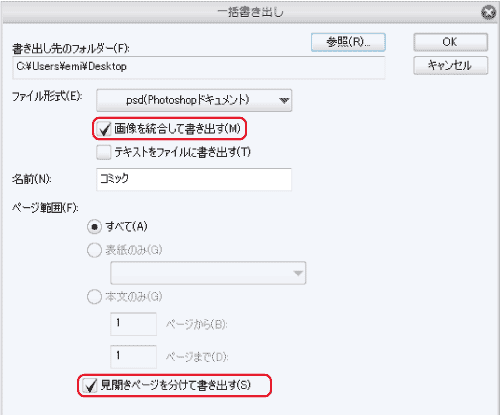 一括書き出し
書き出し先のフォルダー(F):
参照(R)...
OK
C:¥Users¥emi¥Desktop
キャンセル
ファイル形式(E):
psd(Photoshopドキュメント)
画像を統合して書き出す(M)
テキストをファイルに書き出す(T)
名前(N):
コミック
ページ範囲(F):
すべて(A)
表紙のみ(G)
本文のみ(G)
1
ページから(B):
1
ページまで(D):
見開きページを分けて書き出す(S)